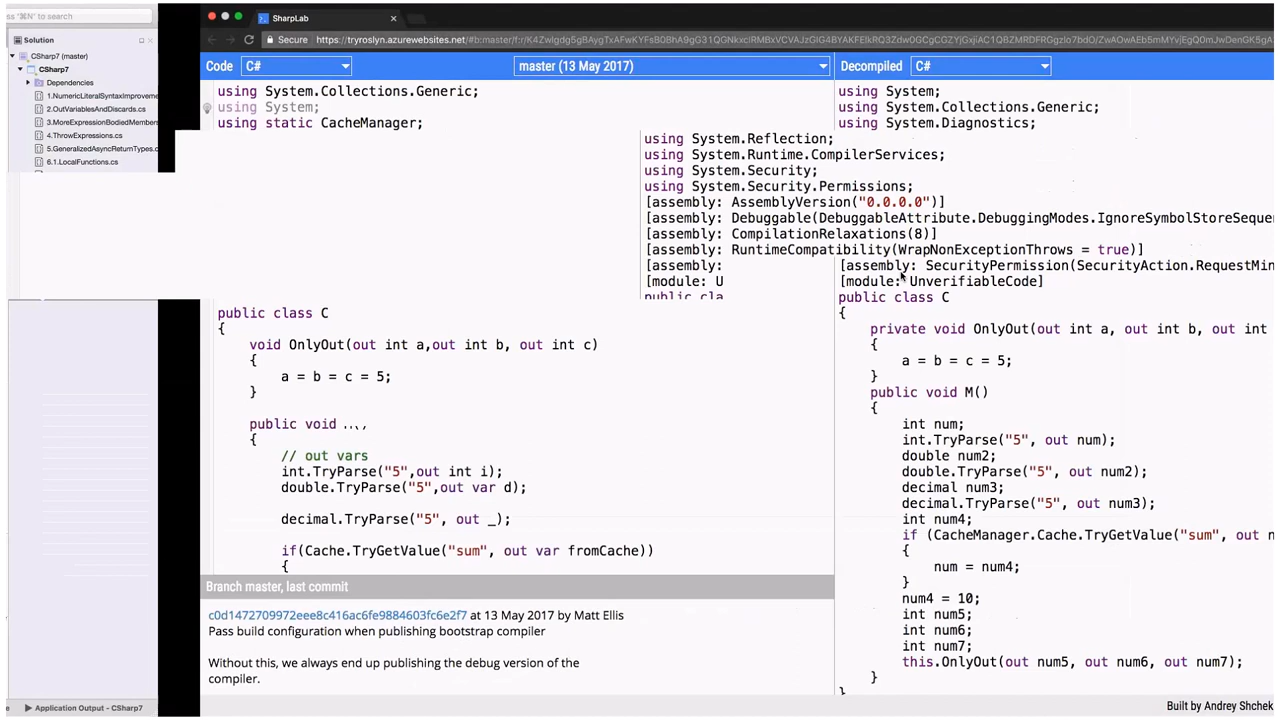 ss "⌘N" to search
Solution
CSharp7 (master)
CSharp7
Dependencies
1.NumericLiteralSyntaxImproveme
2.OutVariablesAndDiscards.cs
3.MoreExpressionBodiedMembers
4.ThrowExpressions.cs
5.GeneralizedAsyncReturnTypes.cs
6.1.LocalFunctions.cs
Application Output - CSharp7
SharpLab
Secure
Code C# master (13 May 2017)
using System.Collections.Generic;
using System;
using static CacheManager;
public class C
{
void OnlyOut(out int a,out int b, out int c)
{
a = b = c = 5;
}
public void
{
// out vars
int.TryParse("5",out int i);
double.TryParse("5",out var d);
decimal.TryParse("5", out _);
if(Cache.TryGetValue("sum", out var fromCache))
{
Branch master, last commit
c0d1472709972eee8c416ac6fe9884603fc6e2f7 at 13 May 2017 by Matt Ellis
Pass build configuration when publishing bootstrap compiler
Without this, we always end up publishing the debug version of the
compiler.
Decompiled C#
using System;
using System.Collections.Generic;
using System.Diagnostics;
using System.Reflection;
using System.Runtime.CompilerServices;
using System.Security;
using System.Security.Permissions;
[assembly: AssemblyVersion("0.0.0.0")]
[assembly: Debuggable(DebuggableAttribute.DebuggingModes.IgnoreSymbolStoreSeque
[assembly: CompilationRelaxations(8)]
[assembly: RuntimeCompatibility(WrapNonExceptionThrows = true)]
[assembly: [assembly: SecurityPermission(SecurityAction.RequestMin
[module: U [module: UnverifiableCode]
public cla public class C
{
private void OnlyOut(out int a, out int b, out int
{
a = b = c = 5;
}
public void M()
{
int num;
int.TryParse("5", out num);
double num2;
double.TryParse("5", out num2);
decimal num3;
decimal.TryParse("5", out num3);
int num4;
if (CacheManager.Cache.TryGetValue("sum", out n
{
num = num4;
}
num4 = 10;
int num5;
int num6;
int num7;
this.OnlyOut(out num5, out num6, out num7);
}
}
Built by Andrey Shchek